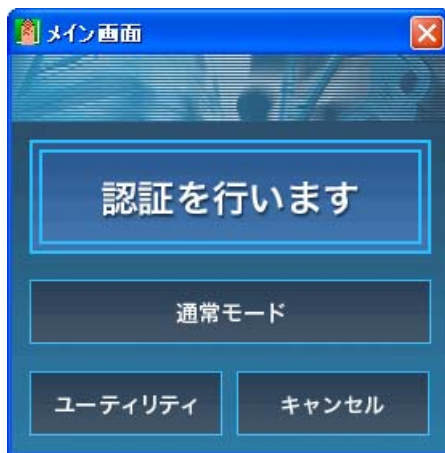 メイン画面
認証を行います
通常モード
ユーティリティ
キャンセル